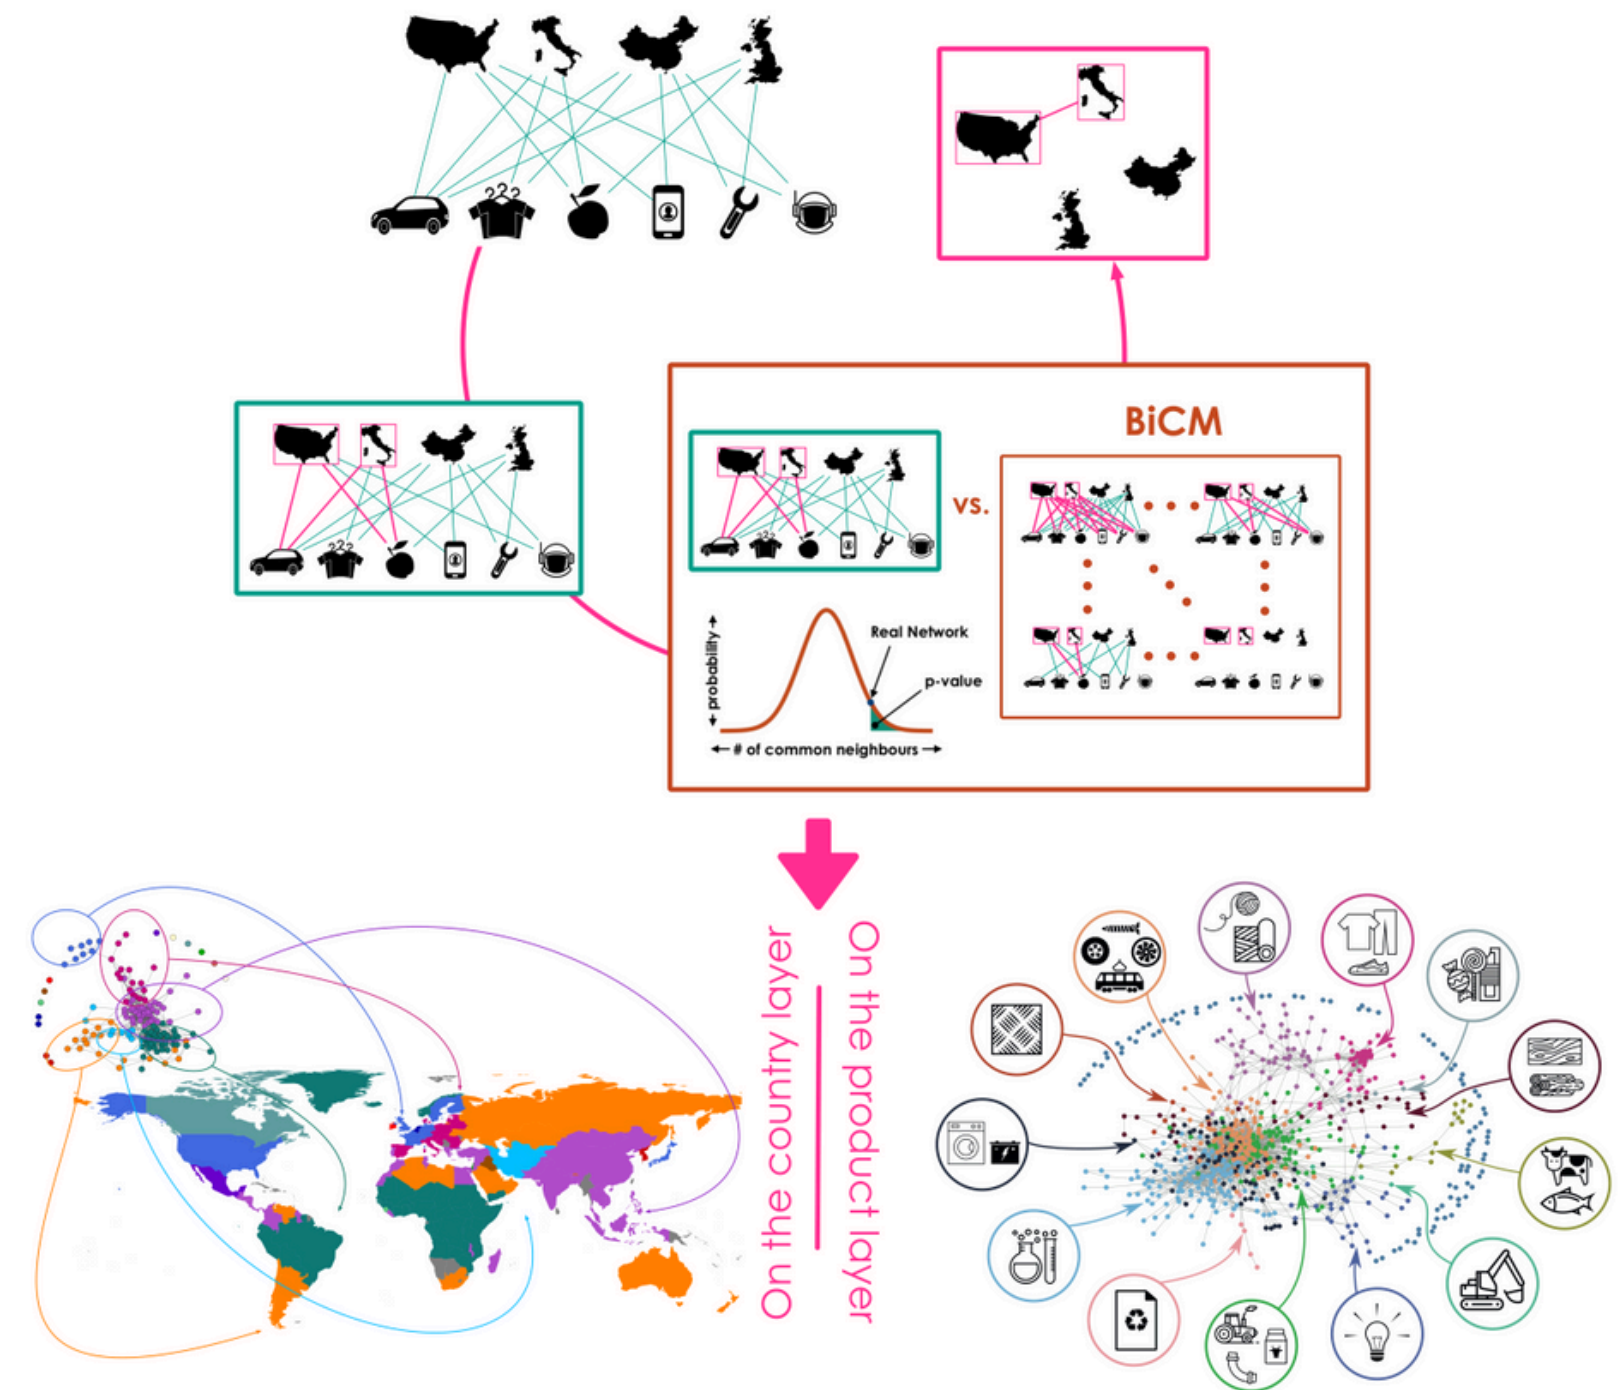 BiCM
vs.
Real Network
p-value
probability
# of common neighbours
On the country layer
On the product layer